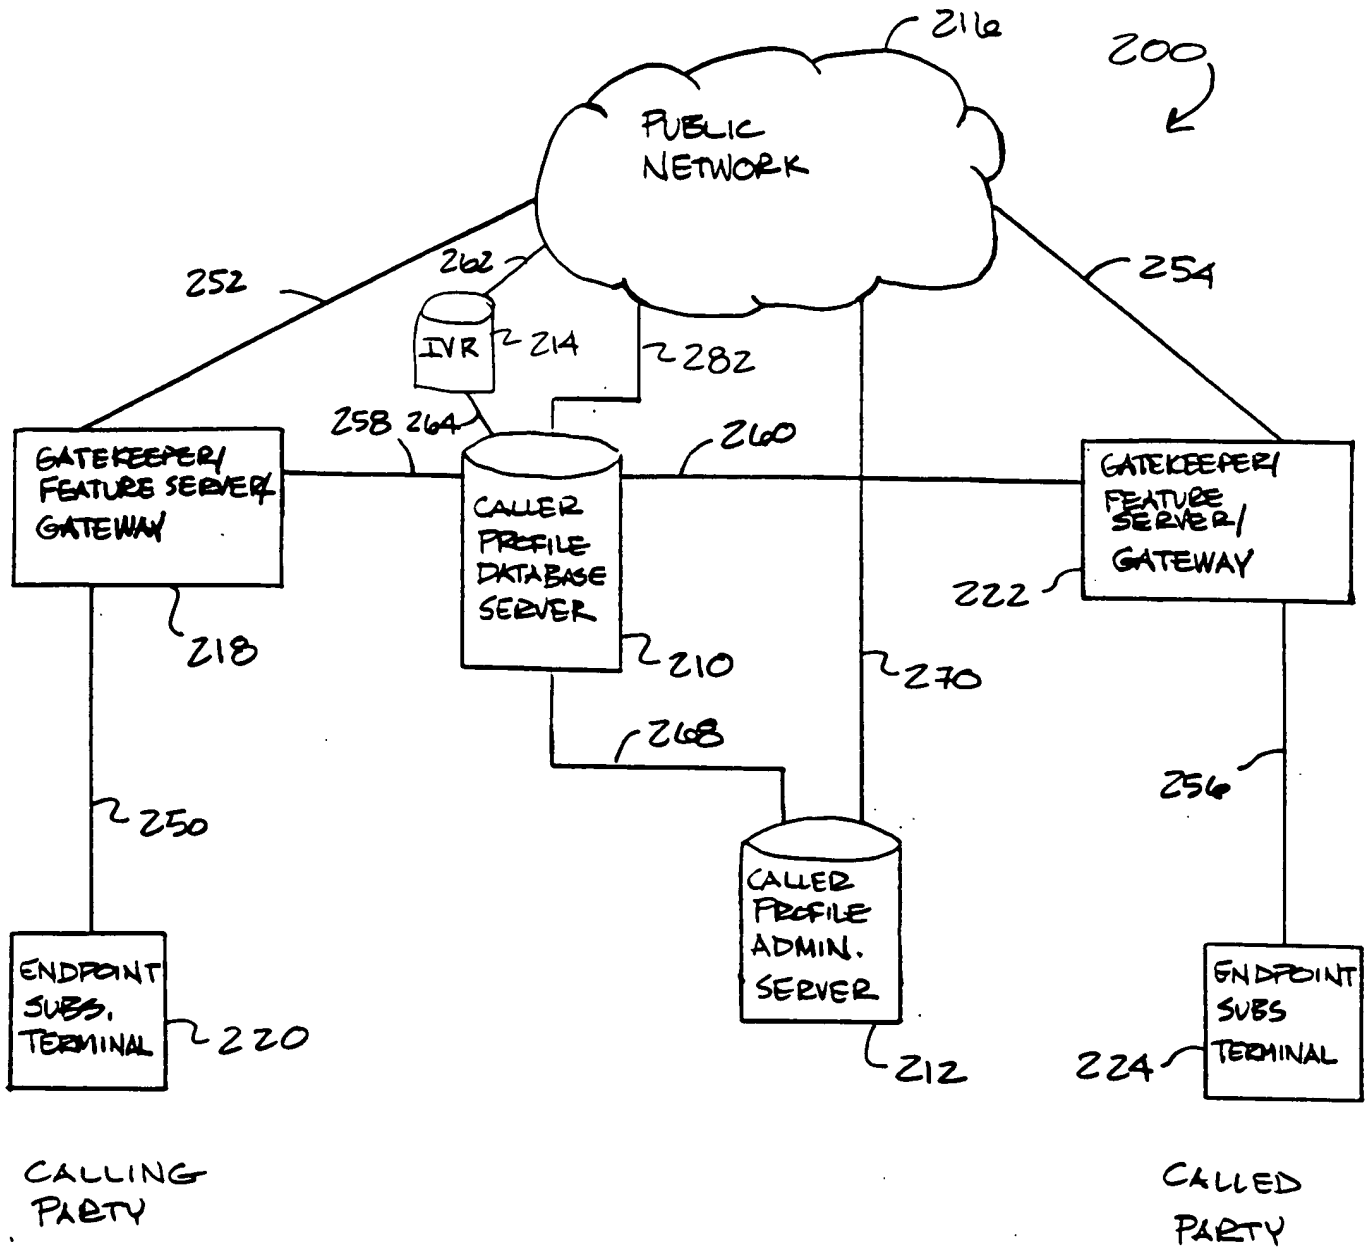 216
200
PUBLIC
NETWORK
262
252
254
IVR
214
282
258
264
260
GATEKEEPER/
FEATURE SERVER/
GATEWAY
CALLER
PROFILE
DATABASE
SERVER
GATEKEEPER/
FEATURE
SERVER/
GATEWAY
222
218
210
270
268
250
256
CALLER
PROFILE
ADMIN.
SERVER
ENDPOINT
SUBS.
TERMINAL
220
212
ENDPOINT
SUBS
TERMINAL
224
CALLING
PARTY
CALLED
PARTY